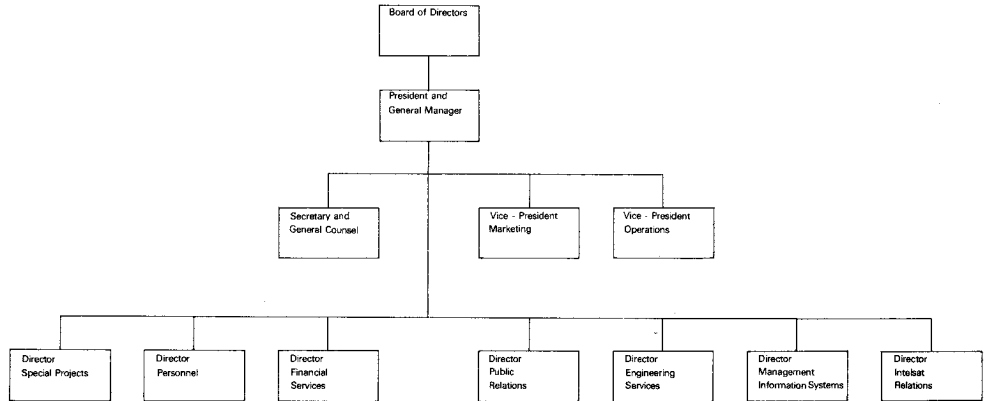 Board of Directors
President and
General Manager
Secretary and
General Counsel
Vice - President
Marketing
Vice - President
Operations
Director
Special Projects
Director
Personnel
Director
Financial
Services
Director
Public
Relations
Director
Engineering
Services
Director
Management
Information Systems
Director
Intelsat
Relations